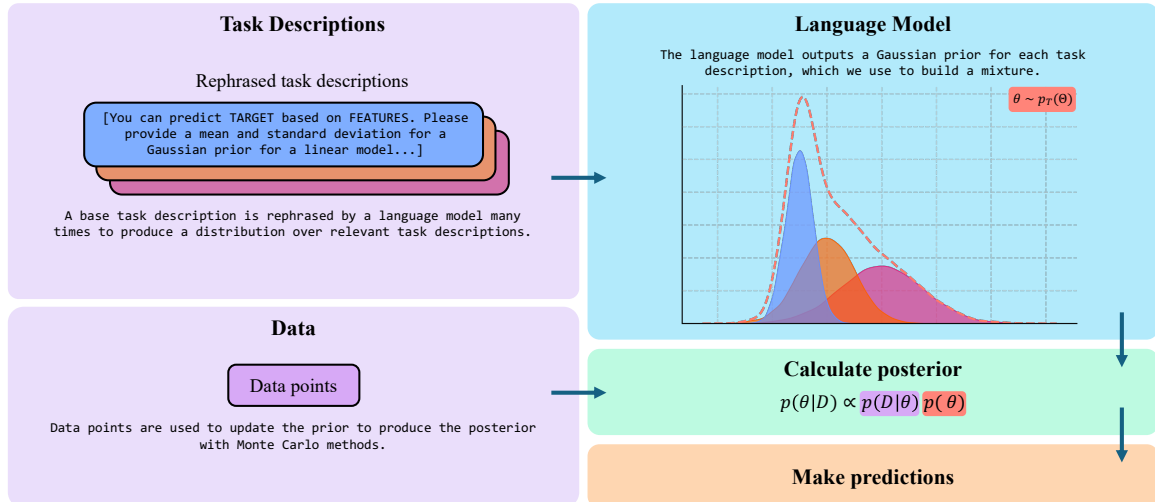 Task Descriptions
Rephrased task descriptions
[You can predict TARGET based on FEATURES. Please
provide a mean and standard deviation for a
Gaussian prior for a linear model...]
A base task description is rephrased by a language model many
times to produce a distribution over relevant task descriptions.
Data
Data points
Data points are used to update the prior to produce the posterior
with Monte Carlo methods.
Language Model
The language model outputs a Gaussian prior for each task
description, which we use to build a mixture.
θ ~ p_T(Θ)
Calculate posterior
p(θ|D) ∝ p(D|θ) p(θ)
Make predictions